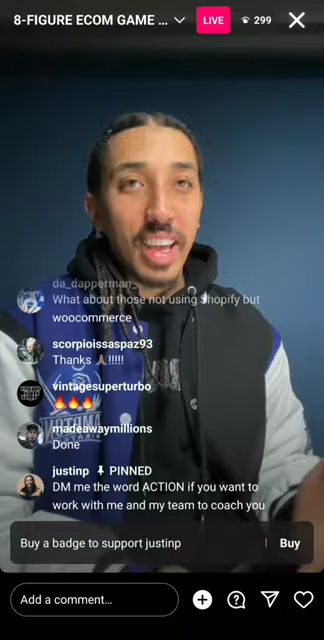 8-FIGURE ECOM GAME ...
LIVE
299
da_dapperman_
What about those not using Shopify but
woocommerce
scorpioissaspaz93
Thanks 🙏🏽!!!!!
vintagesuperturbo
🔥🔥🔥
madeawaymillions
Done
justinp PINNED
DM me the word ACTION if you want to
work with me and my team to coach you
Buy a badge to support justinp
Buy
Add a comment...